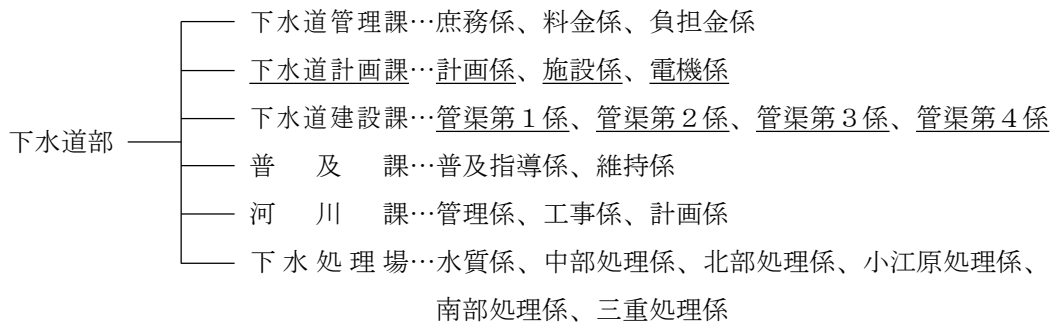 下水道管理課…庶務係、料金係、負担金係
下水道計画課…計画係、施設係、電機係
下水道建設課…管渠第１係、管渠第２係、管渠第３係、管渠第４係
下水道部
普及課…普及指導係、維持係
河川課…管理係、工事係、計画係
下水処理場…水質係、中部処理係、北部処理係、小江原処理係、
南部処理係、三重処理係